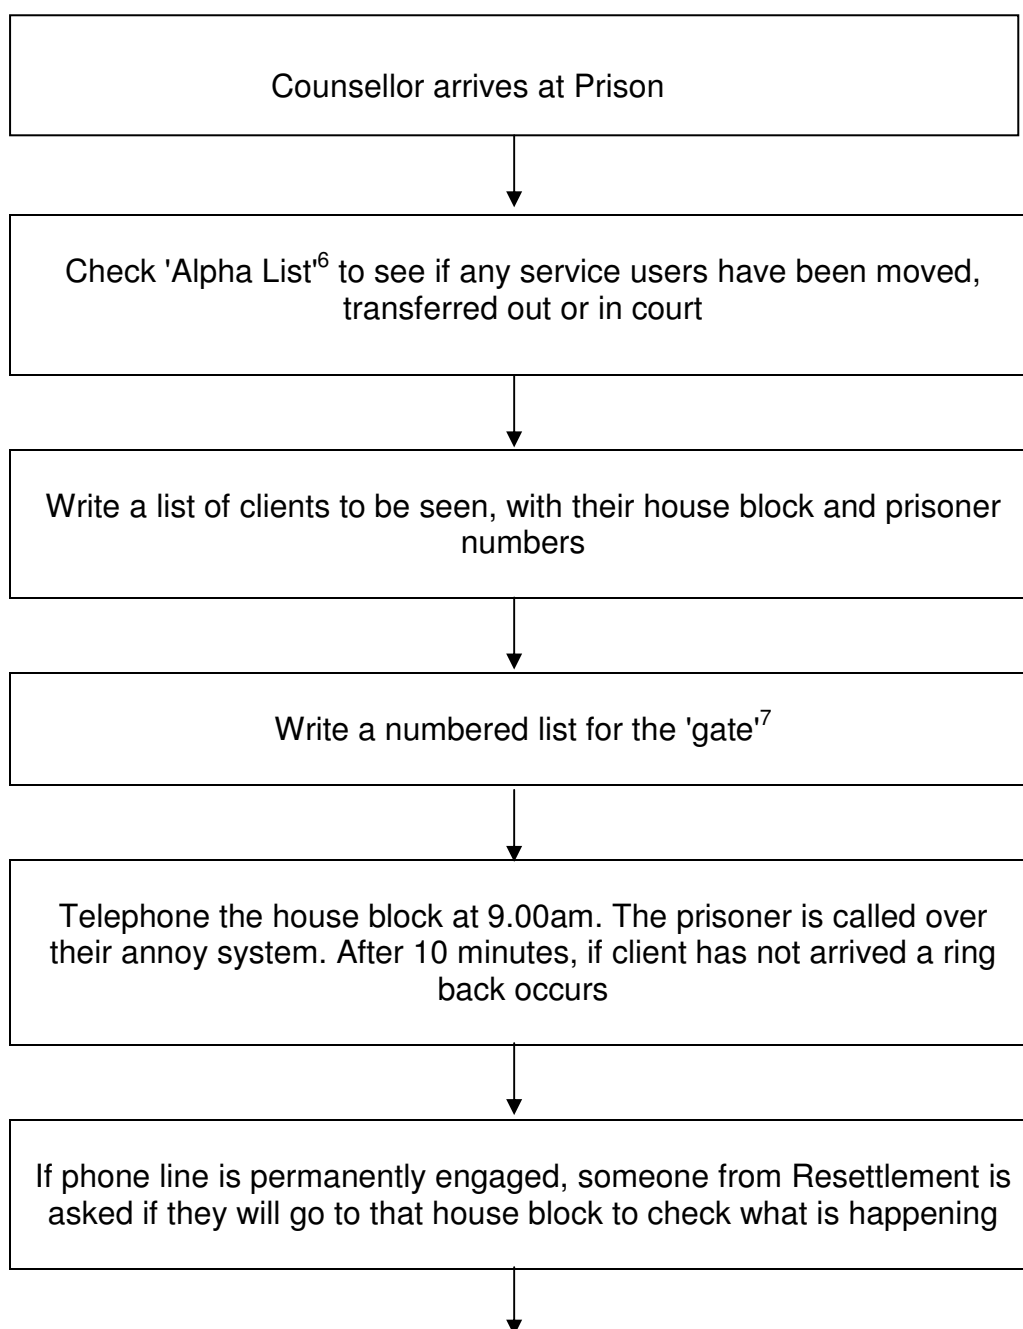 Counsellor arrives at Prison
Check 'Alpha List'6 to see if any service users have been moved,
transferred out or in court
Write a list of clients to be seen, with their house block and prisoner
numbers
Write a numbered list for the 'gate'7
Telephone the house block at 9.00am. The prisoner is called over
their annoy system. After 10 minutes, if client has not arrived a ring
back occurs
If phone line is permanently engaged, someone from Resettlement is
asked if they will go to that house block to check what is happening